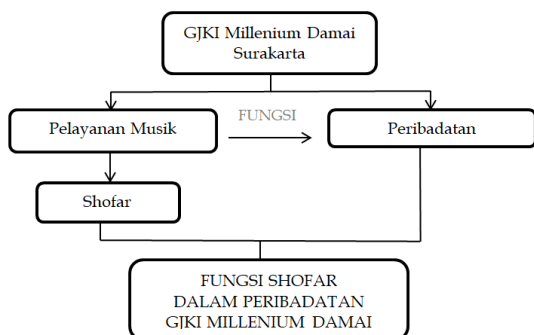 GJKI Millenium Damai
Surakarta
Pelayanan Musik
FUNGSI
Peribadatan
Shofar
FUNGSI SHOFAR
DALAM PERIBADATAN
GJKI MILLENIUM DAMAI